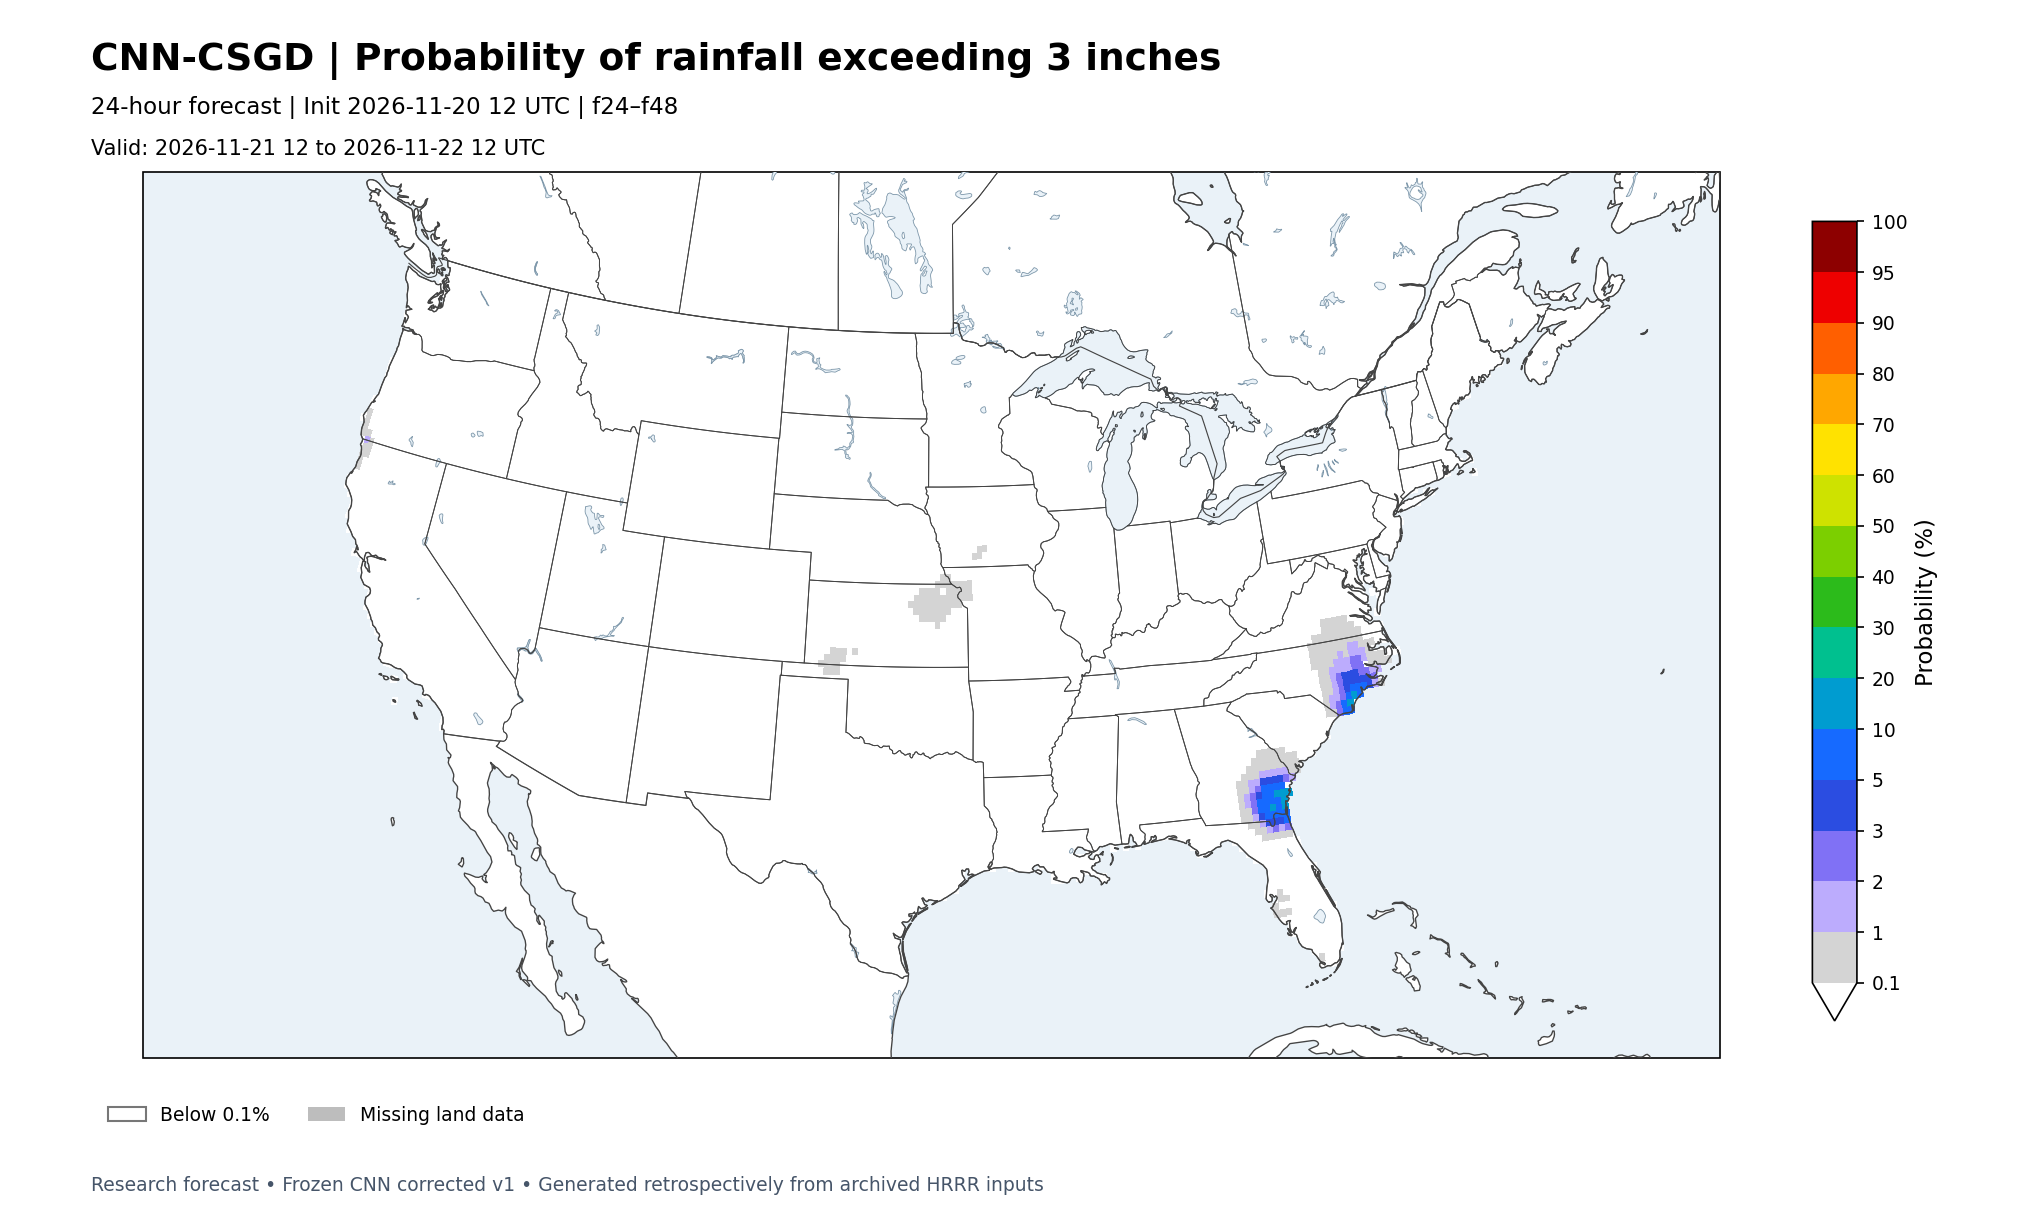 CNN-CSGD | Probability of rainfall exceeding 3 inches
24-hour forecast | Init 2026-11-20 12 UTC | f24–f48
Valid: 2026-11-21 12 to 2026-11-22 12 UTC
100
95
90
80
70
60
50
40
30
20
10
5
3
2
1
0.1
Probability (%)
Below 0.1%
Missing land data
Research forecast • Frozen CNN corrected v1 • Generated retrospectively from archived HRRR inputs